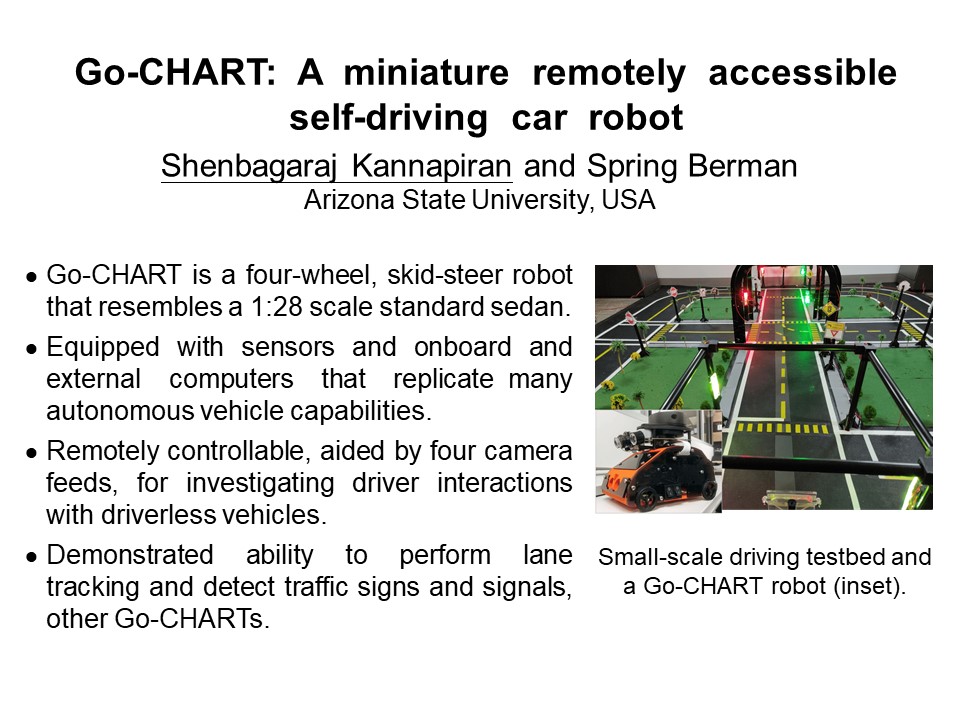 Go-CHART: A miniature remotely accessible
self-driving car robot
Shenbagaraj Kannapiran and Spring Berman
Arizona State University, USA
● Go-CHART is a four-wheel, skid-steer robot
that resembles a 1:28 scale standard sedan.
● Equipped with sensors and onboard and
external computers that replicate many
autonomous vehicle capabilities.
● Remotely controllable, aided by four camera
feeds, for investigating driver interactions
with driverless vehicles.
● Demonstrated ability to perform lane
tracking and detect traffic signs and signals,
other Go-CHARTs.
Small-scale driving testbed and
a Go-CHART robot (inset).